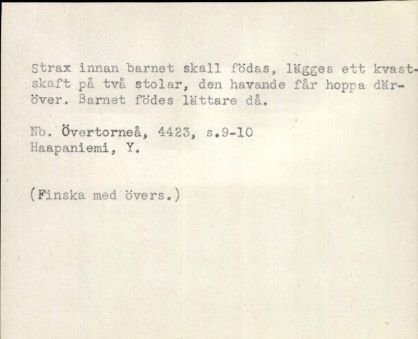 Strax innan barnet skall födas, lägges ett kvast-
skaft på två stolar, den havande får hoppa där-
över. Barnet födes lättare då.
Nb. Övertorneå, 4423, s.9-10
Haapaniemi, Y.
(Finska med övers.)